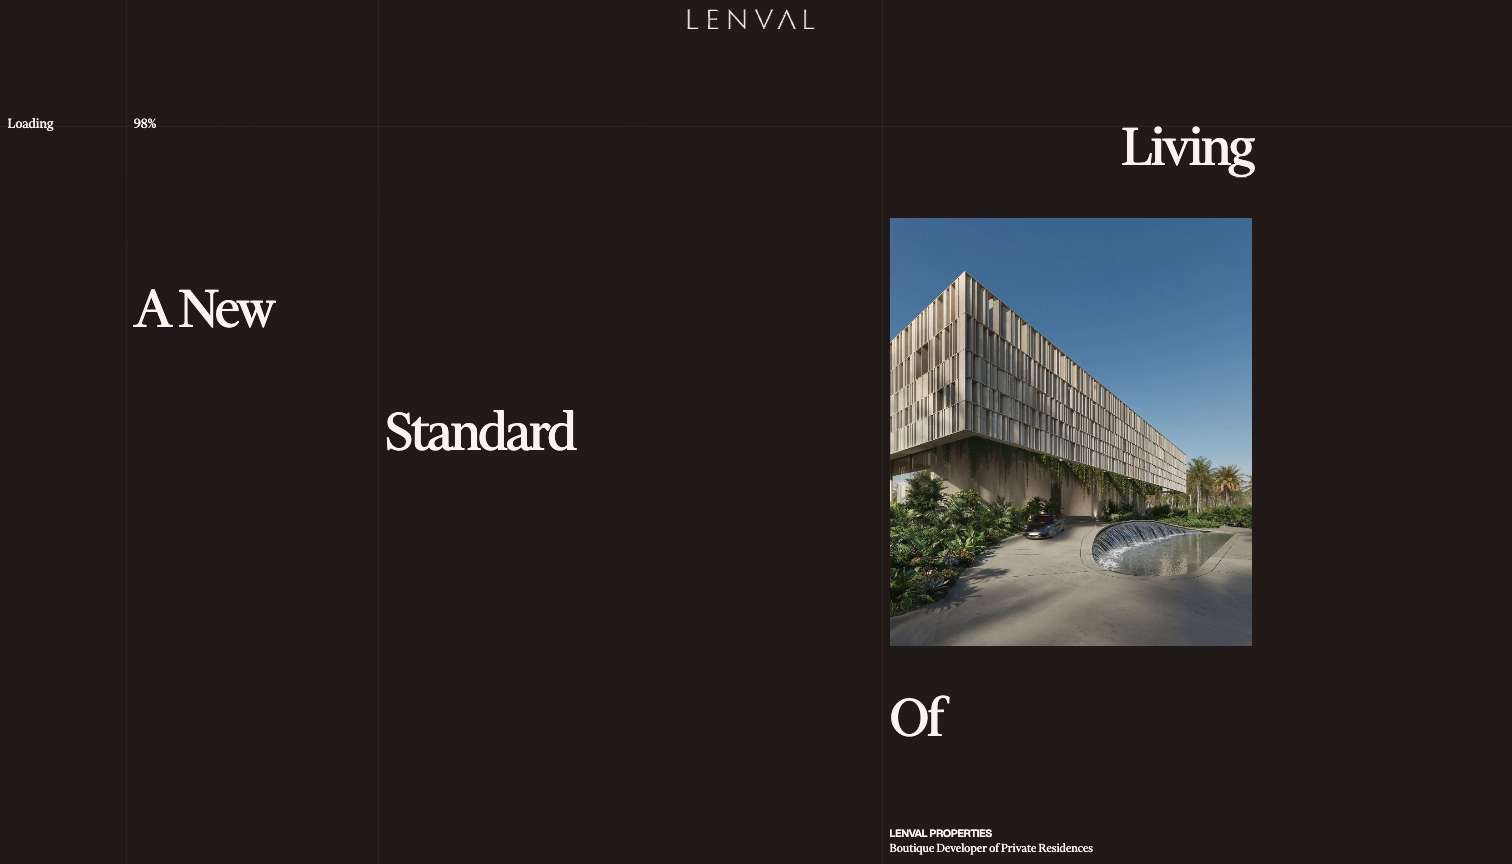 LENVAL
Loading
98%
Living
A New
Standard
Of
LENVAL PROPERTIES
Boutique Developer of Private Residences